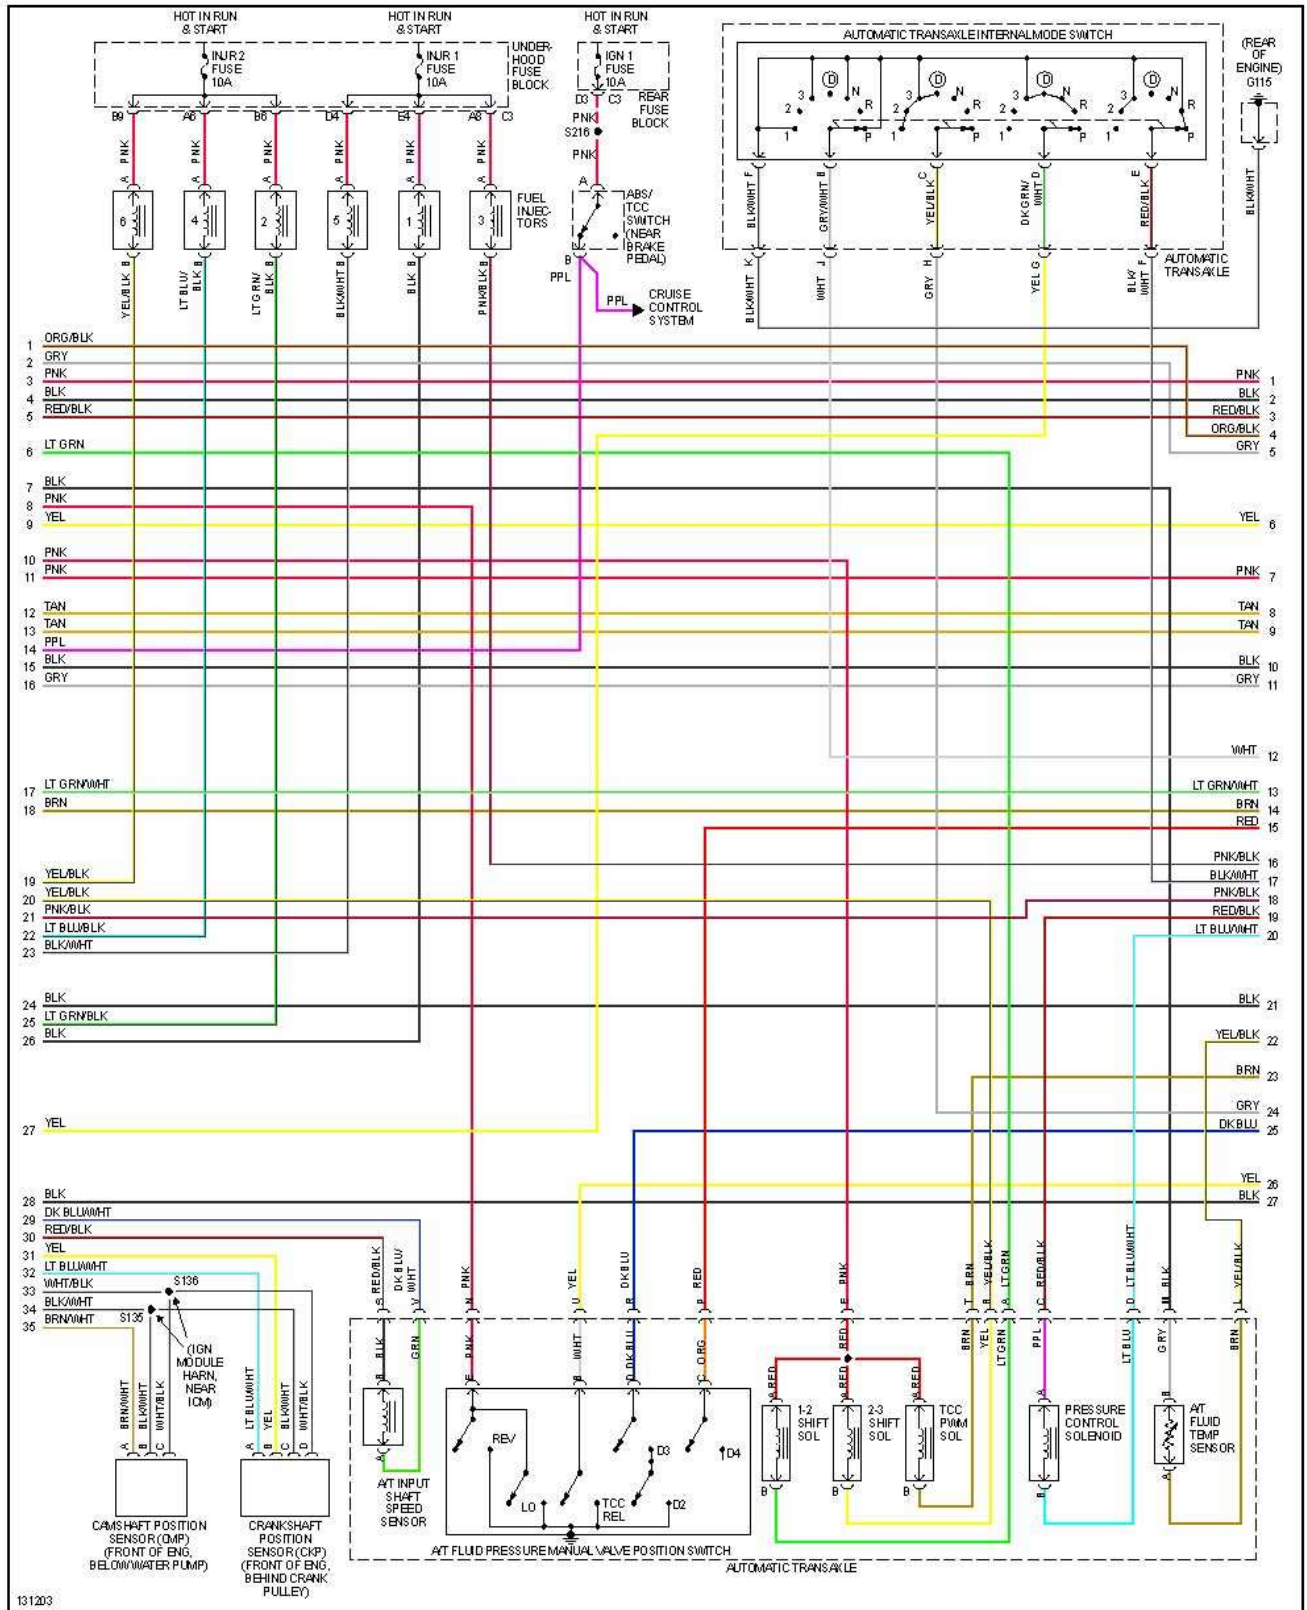 HOT IN RUN
& START
HOT IN RUN
& START
HOT IN RUN
& START
INJR 2
FUSE
10A
INJR 1
FUSE
10A
UNDER-
HOOD
FUSE
BLOCK
IGN 1
FUSE
10A
REAR
FUSE
BLOCK
AUTOMATIC TRANSAXLE INTERNAL MODE SWITCH
(REAR
OF
ENGINE)
G115
1 2 3 D N R P
1 2 3 D N R P
1 2 3 D N R P
1 2 3 D N R P
B9 A6 B6 D4 E4 A8 C3
D3 C3
PNK
S216
PNK
PNK PNK PNK PNK PNK PNK
A A A A A A A
6 4 2 5 1 3
FUEL
INJEC-
TORS
ABS/
TCC
SWITCH
(NEAR
BRAKE
PEDAL)
BLK/WHT F
GRY/WHT B
YEL/BLK C
DK GRN/
WHT D
RED/BLK E
BLK/WHT
AUTOMATIC
TRANSAXLE
YEL/BLK B
LT BLU/
BLK B
LT GRN/
BLK B
BLK/WHT B
BLK B
PNK/BLK B
B
PPL
PPL
CRUISE
CONTROL
SYSTEM
BLK/WHT K
WHT J
GRY H
YEL G
BLK/
WHT F
1 ORG/BLK
2 GRY
3 PNK
4 BLK
5 RED/BLK
6 LT GRN
7 BLK
8 PNK
9 YEL
10 PNK
11 PNK
12 TAN
13 TAN
14 PPL
15 BLK
16 GRY
17 LT GRN/WHT
18 BRN
19 YEL/BLK
20 YEL/BLK
21 PNK/BLK
22 LT BLU/BLK
23 BLK/WHT
24 BLK
25 LT GRN/BLK
26 BLK
27 YEL
28 BLK
29 DK BLU/WHT
30 RED/BLK
31 YEL
32 LT BLU/WHT
33 WHT/BLK
34 BLK/WHT
35 BRN/WHT
PNK 1
BLK 2
RED/BLK 3
ORG/BLK 4
GRY 5
YEL 6
PNK 7
TAN 8
TAN 9
BLK 10
GRY 11
WHT 12
LT GRN/WHT 13
BRN 14
RED 15
PNK/BLK 16
BLK/WHT 17
PNK/BLK 18
RED/BLK 19
LT BLU/WHT 20
BLK 21
YEL/BLK 22
BRN 23
GRY 24
DK BLU 25
YEL 26
BLK 27
S136
S135
(IGN
MODULE
HARN,
NEAR
ICM)
S RED/BLK
DK BLU/
V WHT
N PNK
U YEL
R DK BLU
P RED
E PNK
T BRN
B YEL/BLK
A LT GRN
C RED/BLK
D LT BLU/WHT
M BLK
L YEL/BLK
B BLK
GRN
E PNK
B WHT
D DK BLU
C ORG
RED
A RED
A RED
A RED
BRN
YEL
LT GRN
PPL
LT BLU
GRY
BRN
A BRN/WHT
B BLK/WHT
C WHT/BLK
A LT BLU/WHT
B YEL
C BLK/WHT
D WHT/BLK
CAMSHAFT POSITION
SENSOR (CMP)
(FRONT OF ENG,
BELOW WATER PUMP)
CRANKSHAFT
POSITION
SENSOR (CKP)
(FRONT OF ENG,
BEHIND CRANK
PULLEY)
A
A/T INPUT
SHAFT
SPEED
SENSOR
REV
LO
TCC
REL
D3
D2
D4
A/T FLUID PRESSURE MANUAL VALVE POSITION SWITCH
1-2
SHIFT
SOL
2-3
SHIFT
SOL
TCC
PWM
SOL
B B B
A
PRESSURE
CONTROL
SOLENOID
B
B
A/T
FLUID
TEMP
SENSOR
A
AUTOMATIC TRANSAXLE
131203